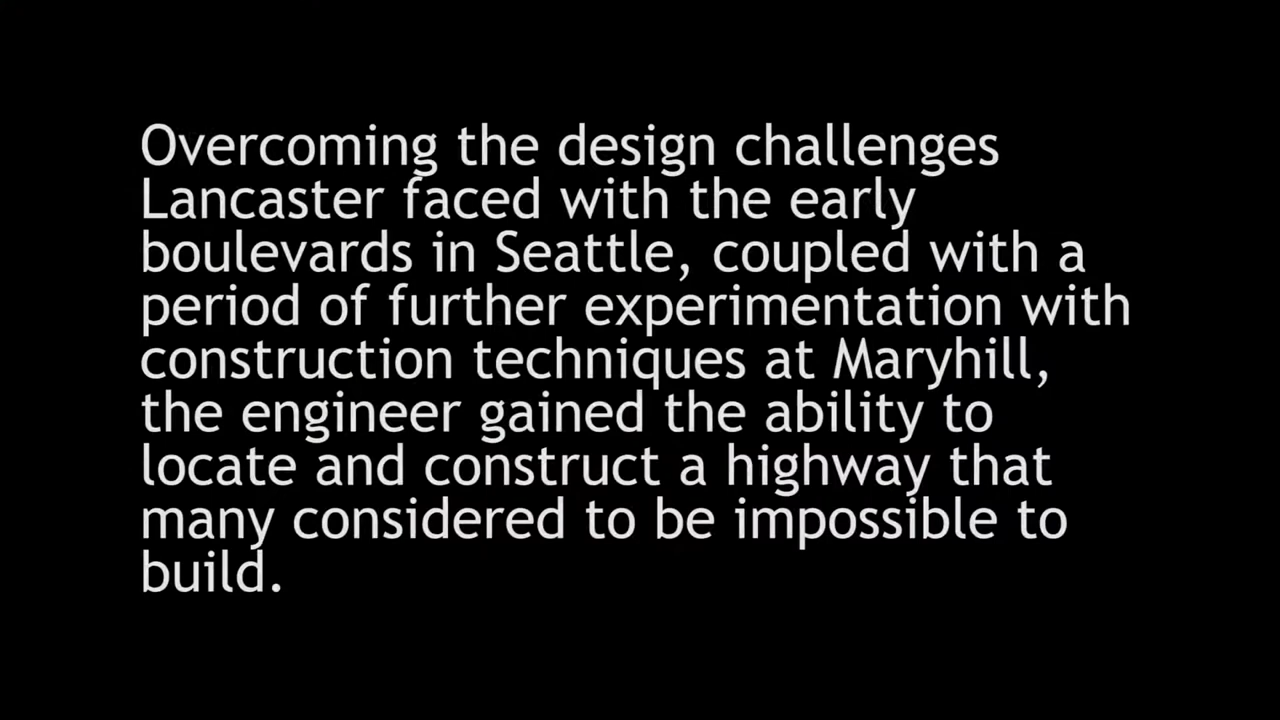 Overcoming the design challenges
Lancaster faced with the early
boulevards in Seattle, coupled with a
period of further experimentation with
construction techniques at Maryhill,
the engineer gained the ability to
locate and construct a highway that
many considered to be impossible to
build.